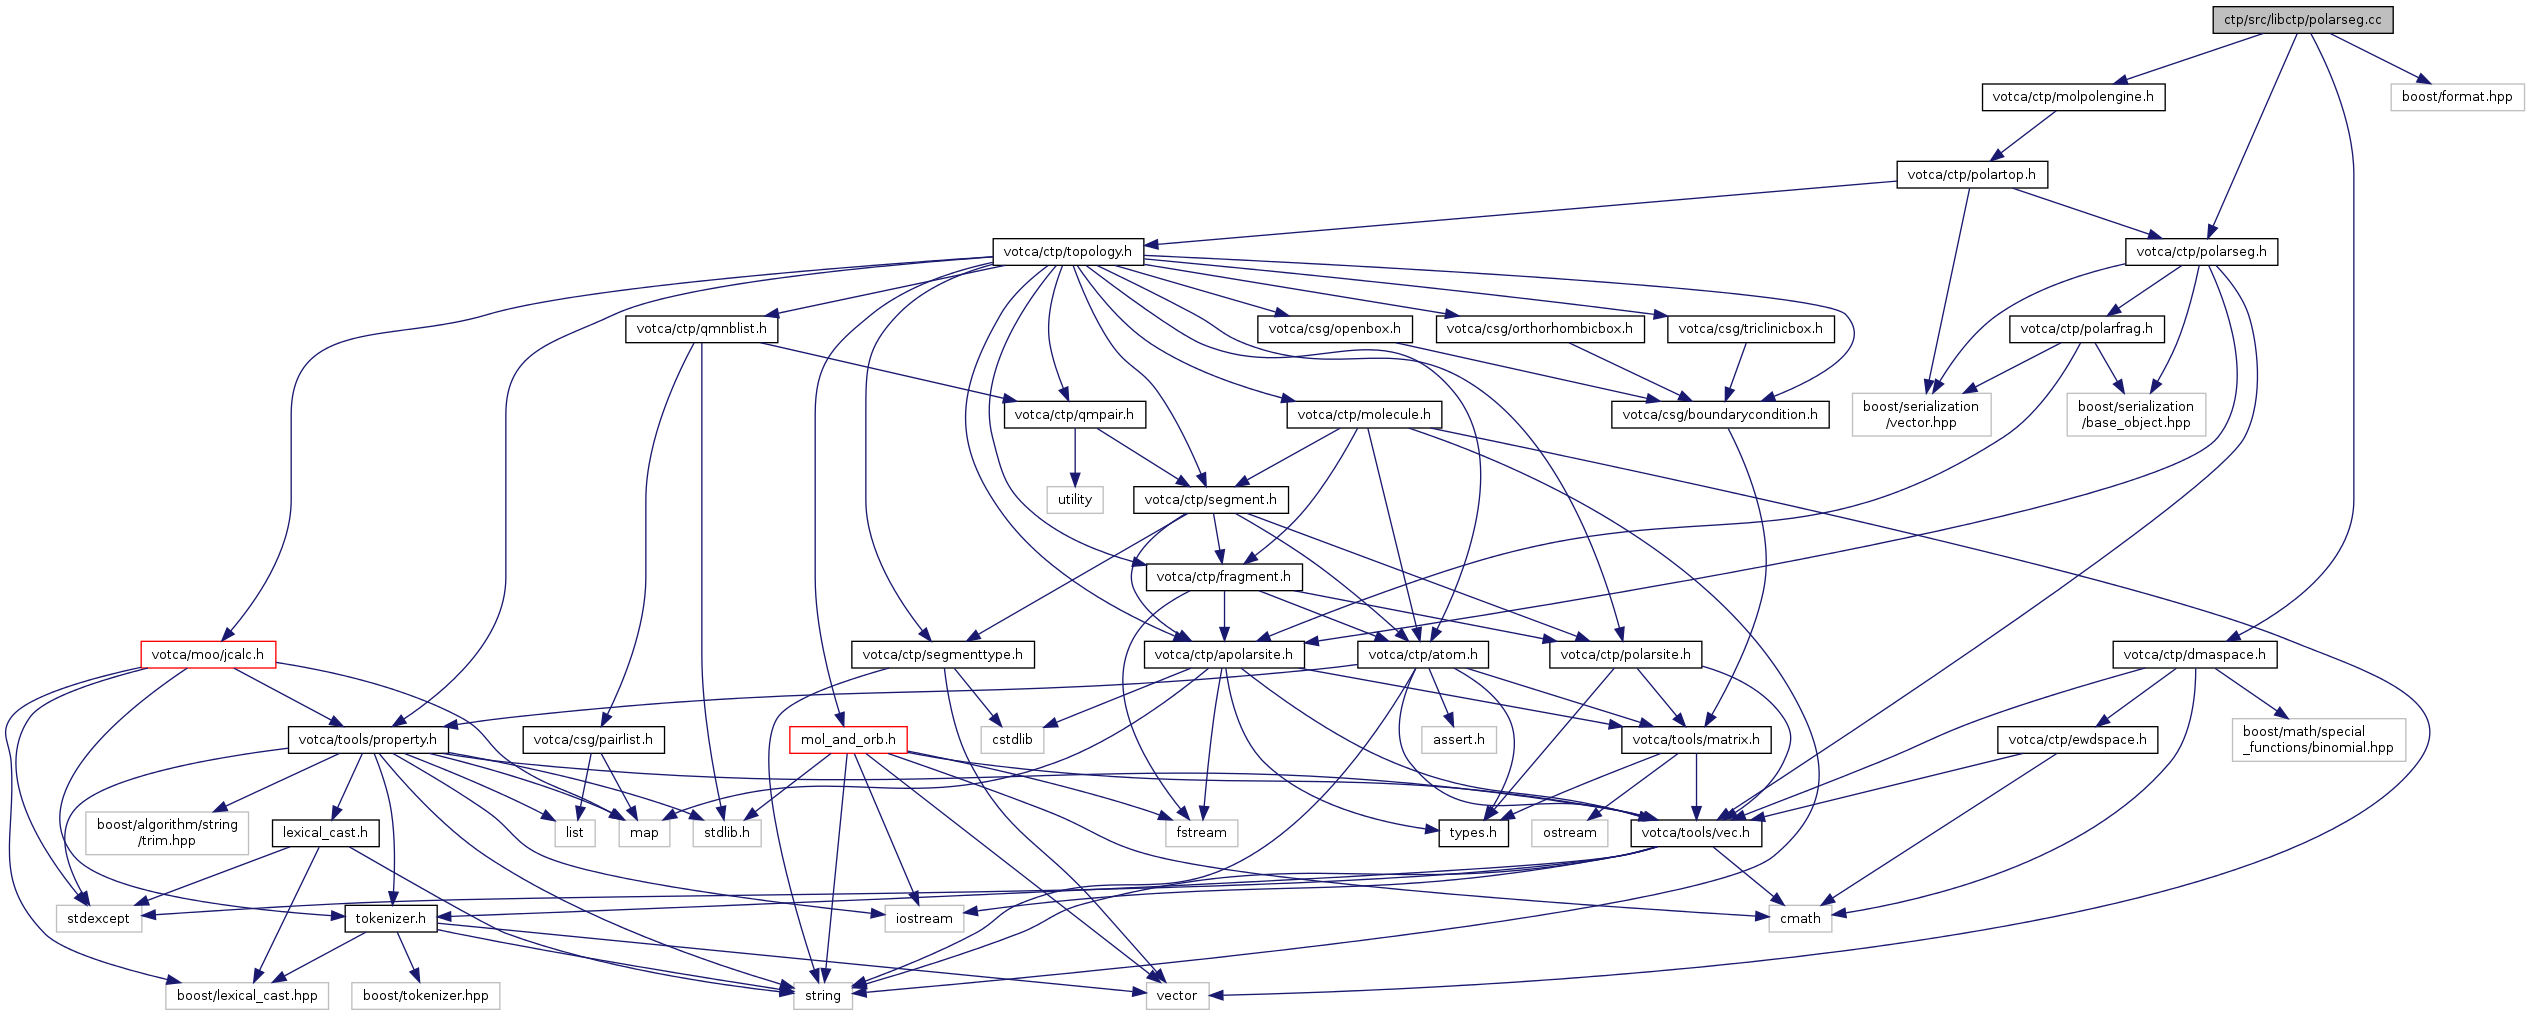 ctp/src/libctp/polarseg.cc
votca/ctp/molpolengine.h
boost/format.hpp
votca/ctp/polartop.h
votca/ctp/topology.h
votca/ctp/polarseg.h
votca/ctp/qmnblist.h
votca/csg/openbox.h
votca/csg/orthorhombicbox.h
votca/csg/triclinicbox.h
votca/ctp/polarfrag.h
votca/ctp/qmpair.h
votca/ctp/molecule.h
votca/csg/boundarycondition.h
boost/serialization
/vector.hpp
boost/serialization
/base_object.hpp
utility
votca/ctp/segment.h
votca/ctp/fragment.h
votca/moo/jcalc.h
votca/ctp/segmenttype.h
votca/ctp/apolarsite.h
votca/ctp/atom.h
votca/ctp/polarsite.h
votca/ctp/dmaspace.h
votca/tools/property.h
votca/csg/pairlist.h
mol_and_orb.h
cstdlib
assert.h
votca/tools/matrix.h
votca/ctp/ewdspace.h
boost/math/special
_functions/binomial.hpp
boost/algorithm/string
/trim.hpp
lexical_cast.h
list
map
stdlib.h
fstream
types.h
ostream
votca/tools/vec.h
stdexcept
tokenizer.h
iostream
cmath
boost/lexical_cast.hpp
boost/tokenizer.hpp
string
vector